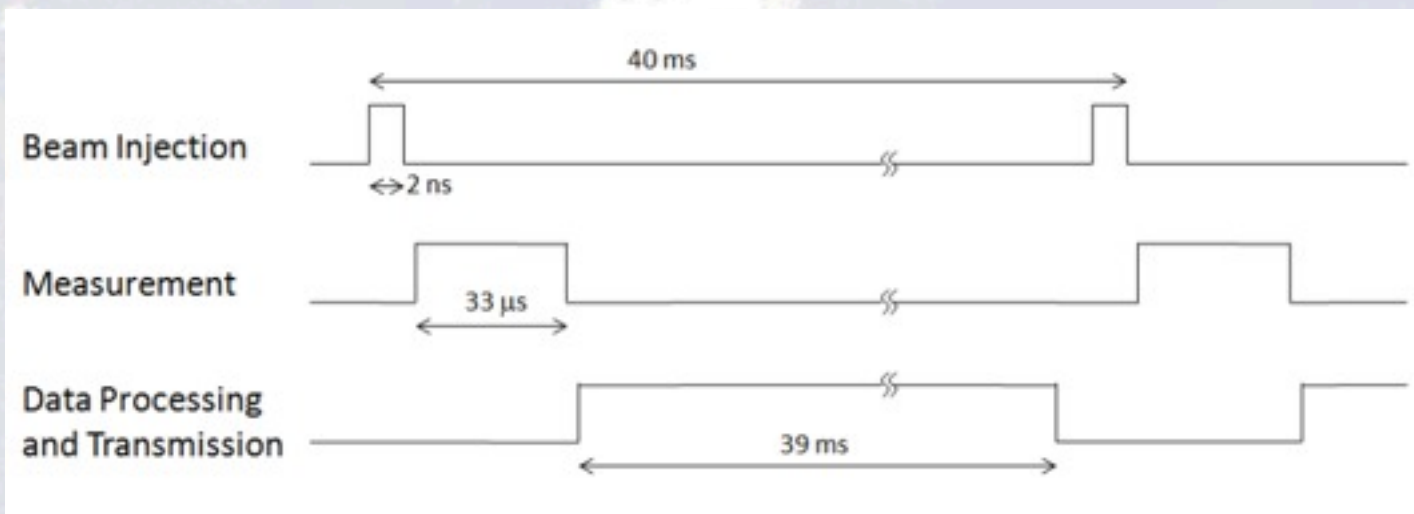 40 ms
Beam Injection
2 ns
Measurement
33 μs
Data Processing
and Transmission
39 ms